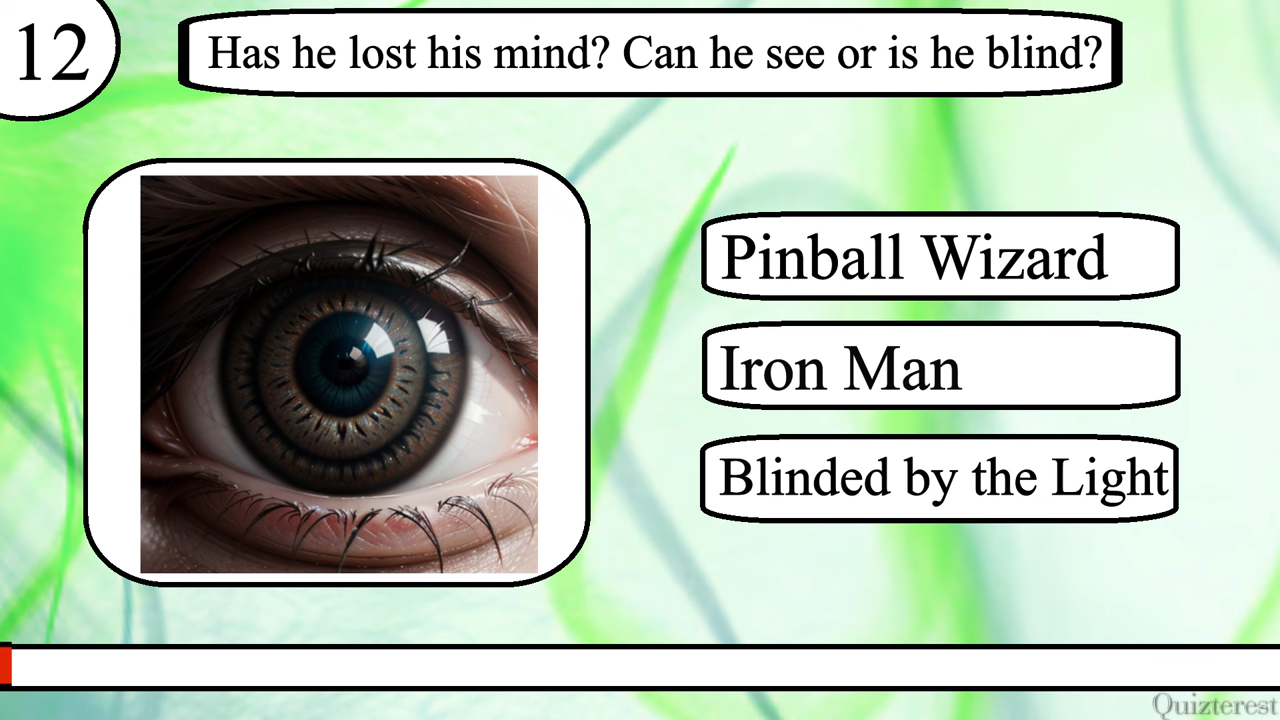 12
Has he lost his mind? Can he see or is he blind?
Pinball Wizard
Iron Man
Blinded by the Light
Quizterest